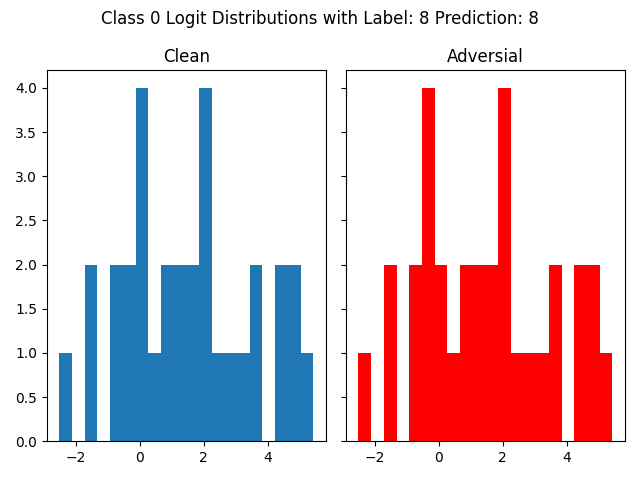 Class 0 Logit Distributions with Label: 8 Prediction: 8
Clean
Adversial
4.0
3.5
3.0
2.5
2.0
1.5
1.0
0.5
0.0
−2 0 2 4
−2 0 2 4